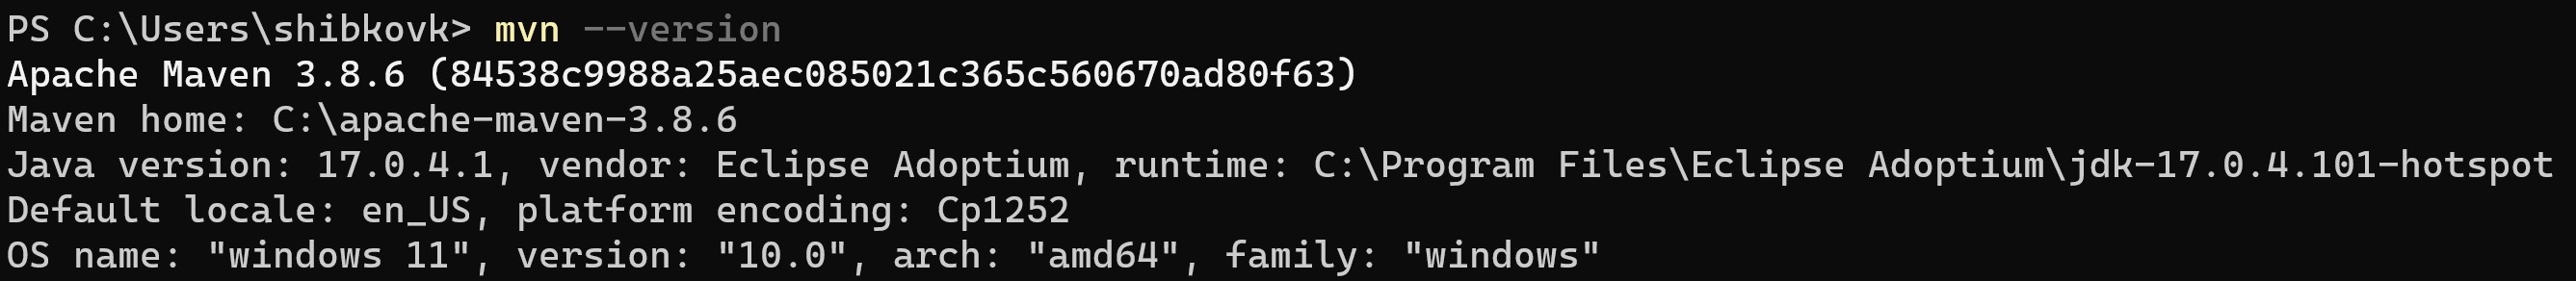 PS C:\Users\shibkovk> mvn --version
Apache Maven 3.8.6 (84538c9988a25aec085021c365c560670ad80f63)
Maven home: C:\apache-maven-3.8.6
Java version: 17.0.4.1, vendor: Eclipse Adoptium, runtime: C:\Program Files\Eclipse Adoptium\jdk-17.0.4.101-hotspot
Default locale: en_US, platform encoding: Cp1252
OS name: "windows 11", version: "10.0", arch: "amd64", family: "windows"